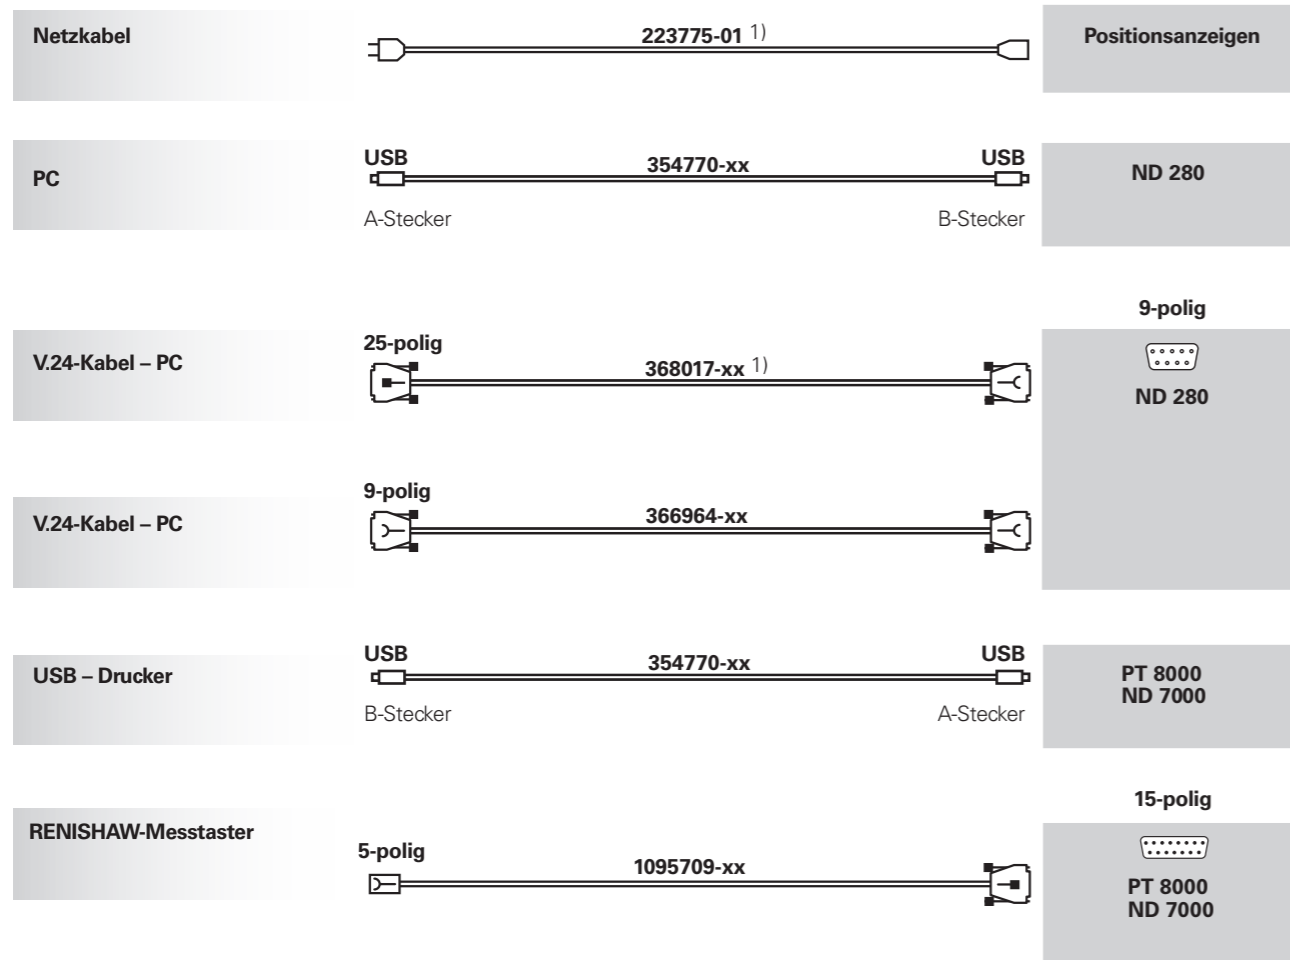 Netzkabel
223775-01 1)
Positionsanzeigen
PC
USB
354770-xx
USB
A-Stecker
B-Stecker
ND 280
9-polig
V.24-Kabel – PC
25-polig
368017-xx 1)
ND 280
V.24-Kabel – PC
9-polig
366964-xx
USB – Drucker
USB
354770-xx
USB
B-Stecker
A-Stecker
PT 8000
ND 7000
15-polig
RENISHAW-Messtaster
5-polig
1095709-xx
PT 8000
ND 7000